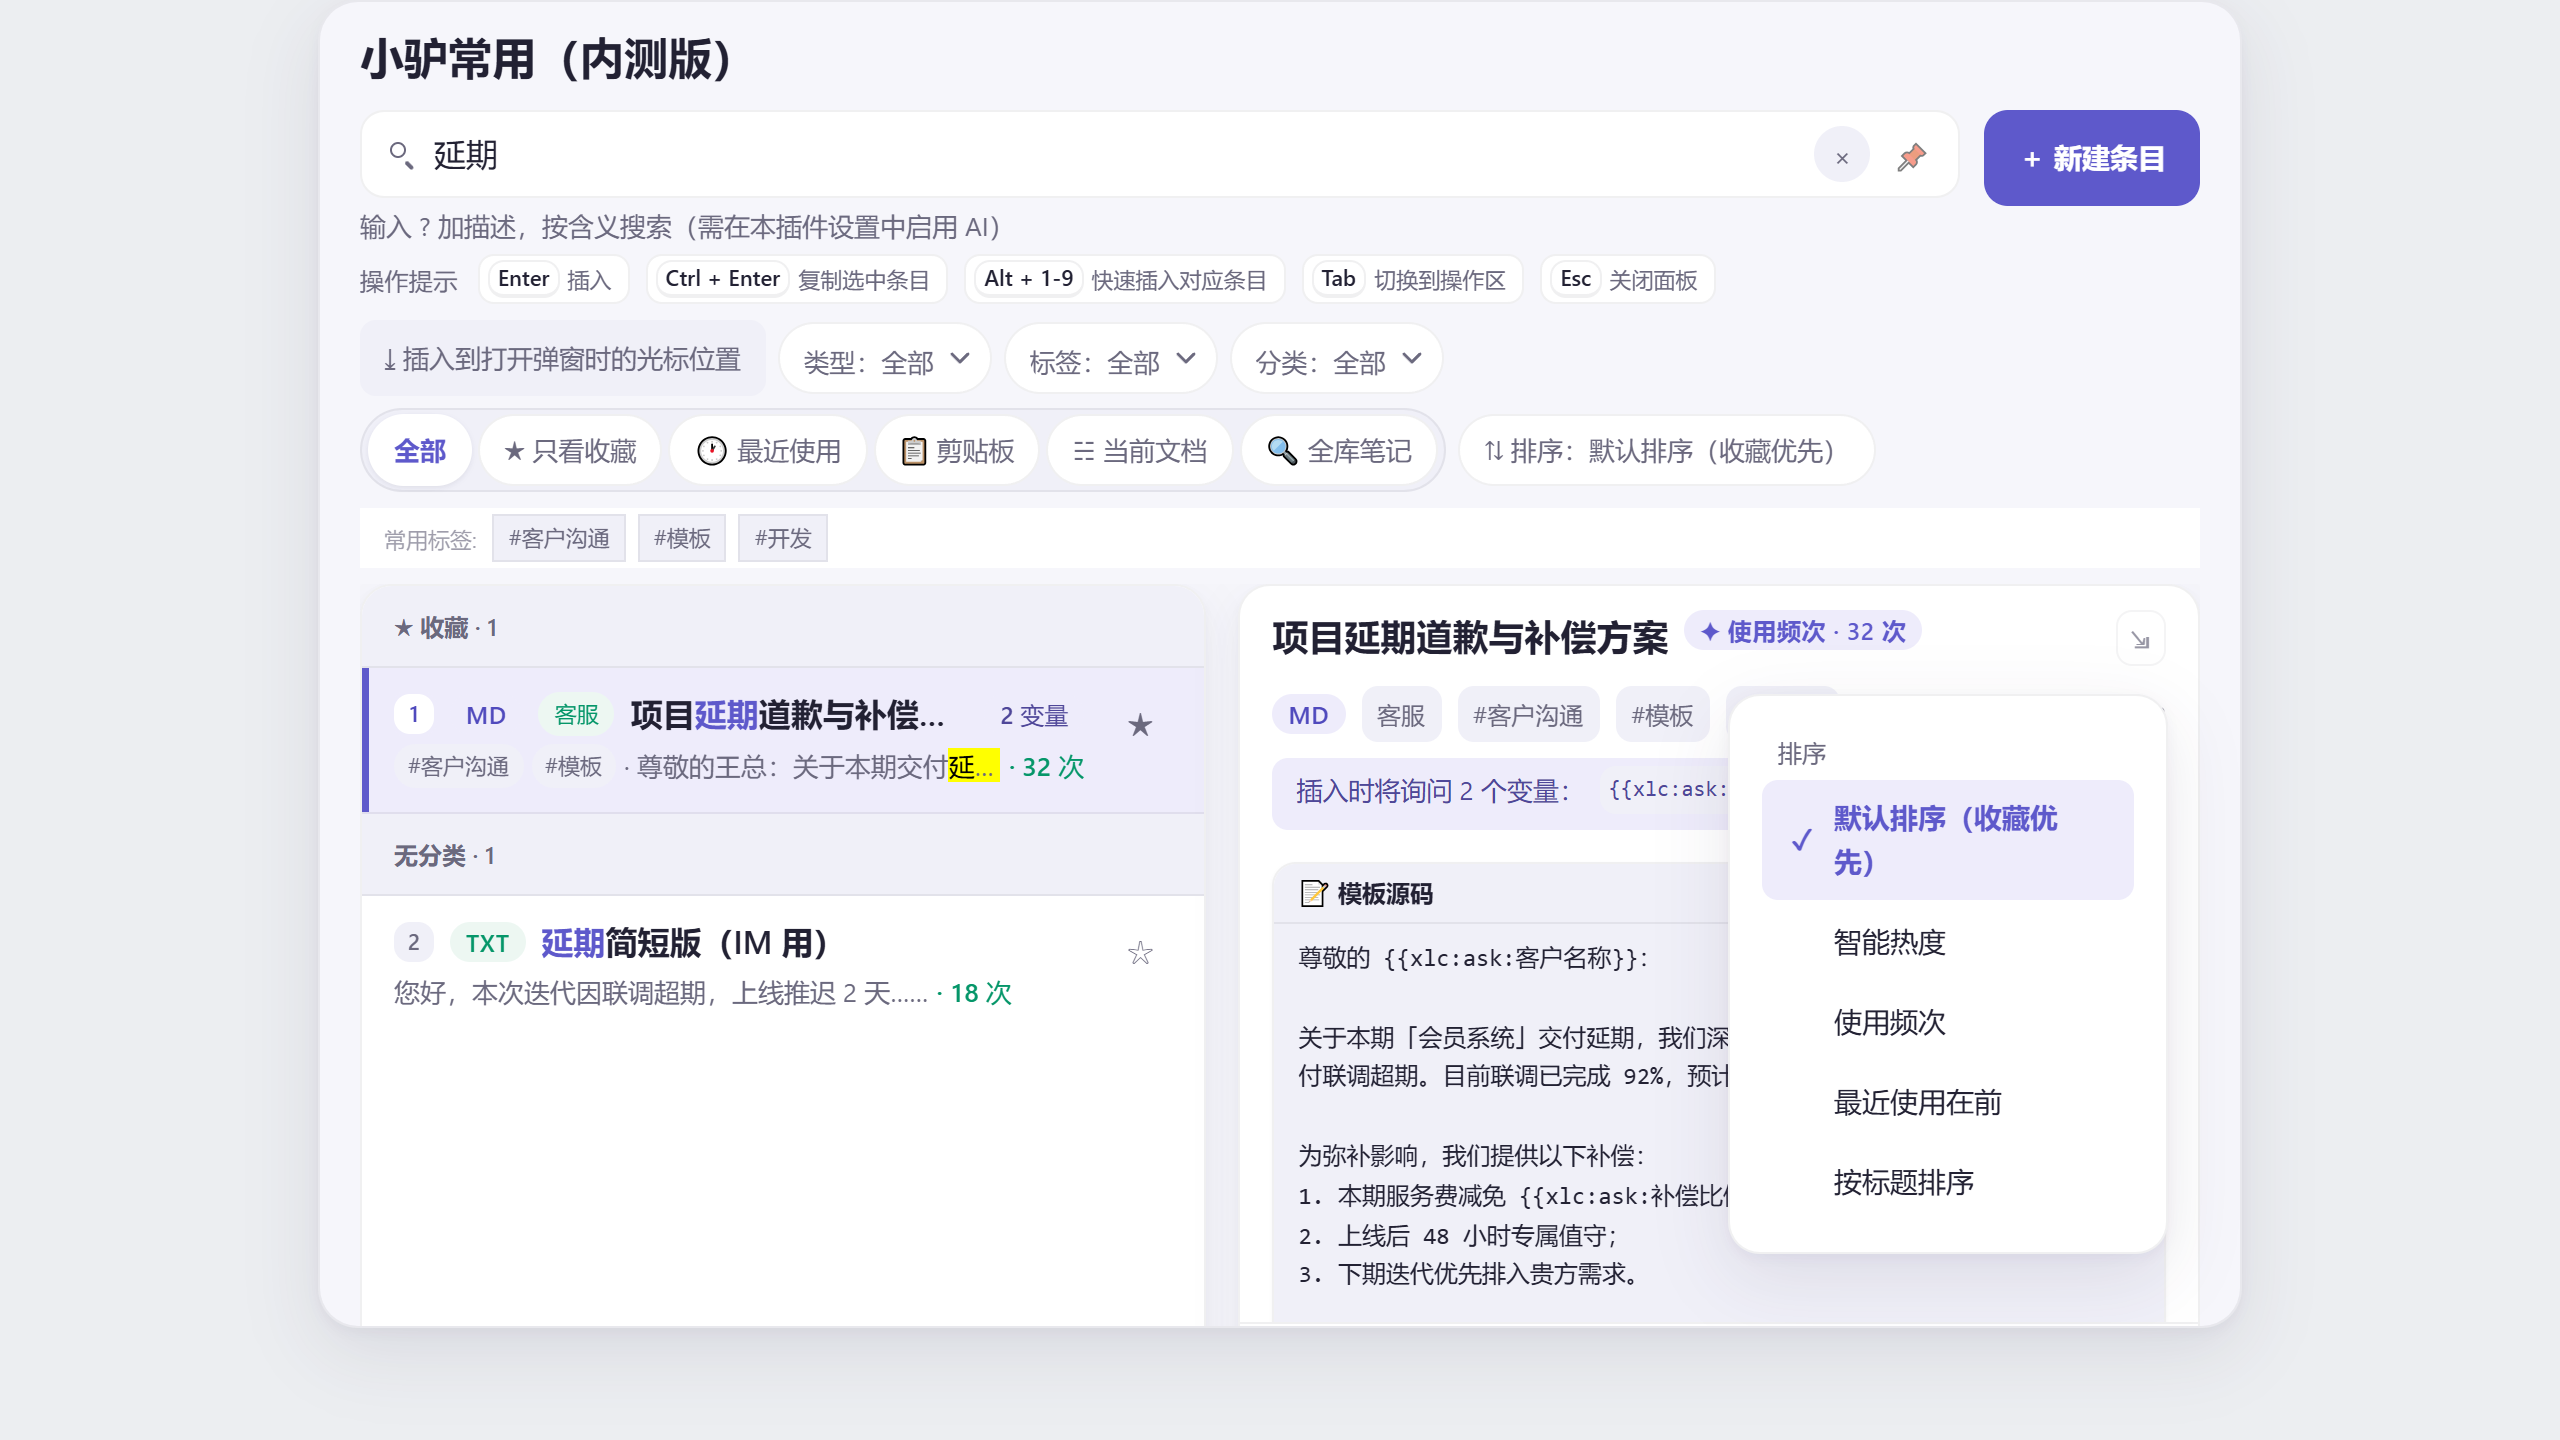 小驴常用（内测版）
延期
× 
+ 新建条目
输入 ? 加描述，按含义搜索（需在本插件设置中启用 AI）
操作提示 Enter 插入 Ctrl + Enter 复制选中条目 Alt + 1-9 快速插入对应条目 Tab 切换到操作区 Esc 关闭面板
⤓ 插入到打开弹窗时的光标位置 类型：全部 标签：全部 分类：全部
全部 ★ 只看收藏 最近使用 剪贴板 ☵ 当前文档 全库笔记 ⇅ 排序：默认排序（收藏优先）
常用标签: #客户沟通 #模板 #开发
★ 收藏 · 1
1 MD 客服 项目延期道歉与补偿... 2 变量 ★
#客户沟通 #模板 · 尊敬的王总：关于本期交付延... · 32 次
无分类 · 1
2 TXT 延期简短版（IM 用） ☆
您好，本次迭代因联调超期，上线推迟 2 天…… · 18 次
项目延期道歉与补偿方案 ✦ 使用频次 · 32 次
MD 客服 #客户沟通 #模板
插入时将询问 2 个变量： {{xlc:ask:
模板源码
尊敬的 {{xlc:ask:客户名称}}：
关于本期「会员系统」交付延期，我们深
付联调超期。目前联调已完成 92%，预计
为弥补影响，我们提供以下补偿：
1. 本期服务费减免 {{xlc:ask:补偿比
2. 上线后 48 小时专属值守；
3. 下期迭代优先排入贵方需求。
排序
✓ 默认排序（收藏优
先）
智能热度
使用频次
最近使用在前
按标题排序